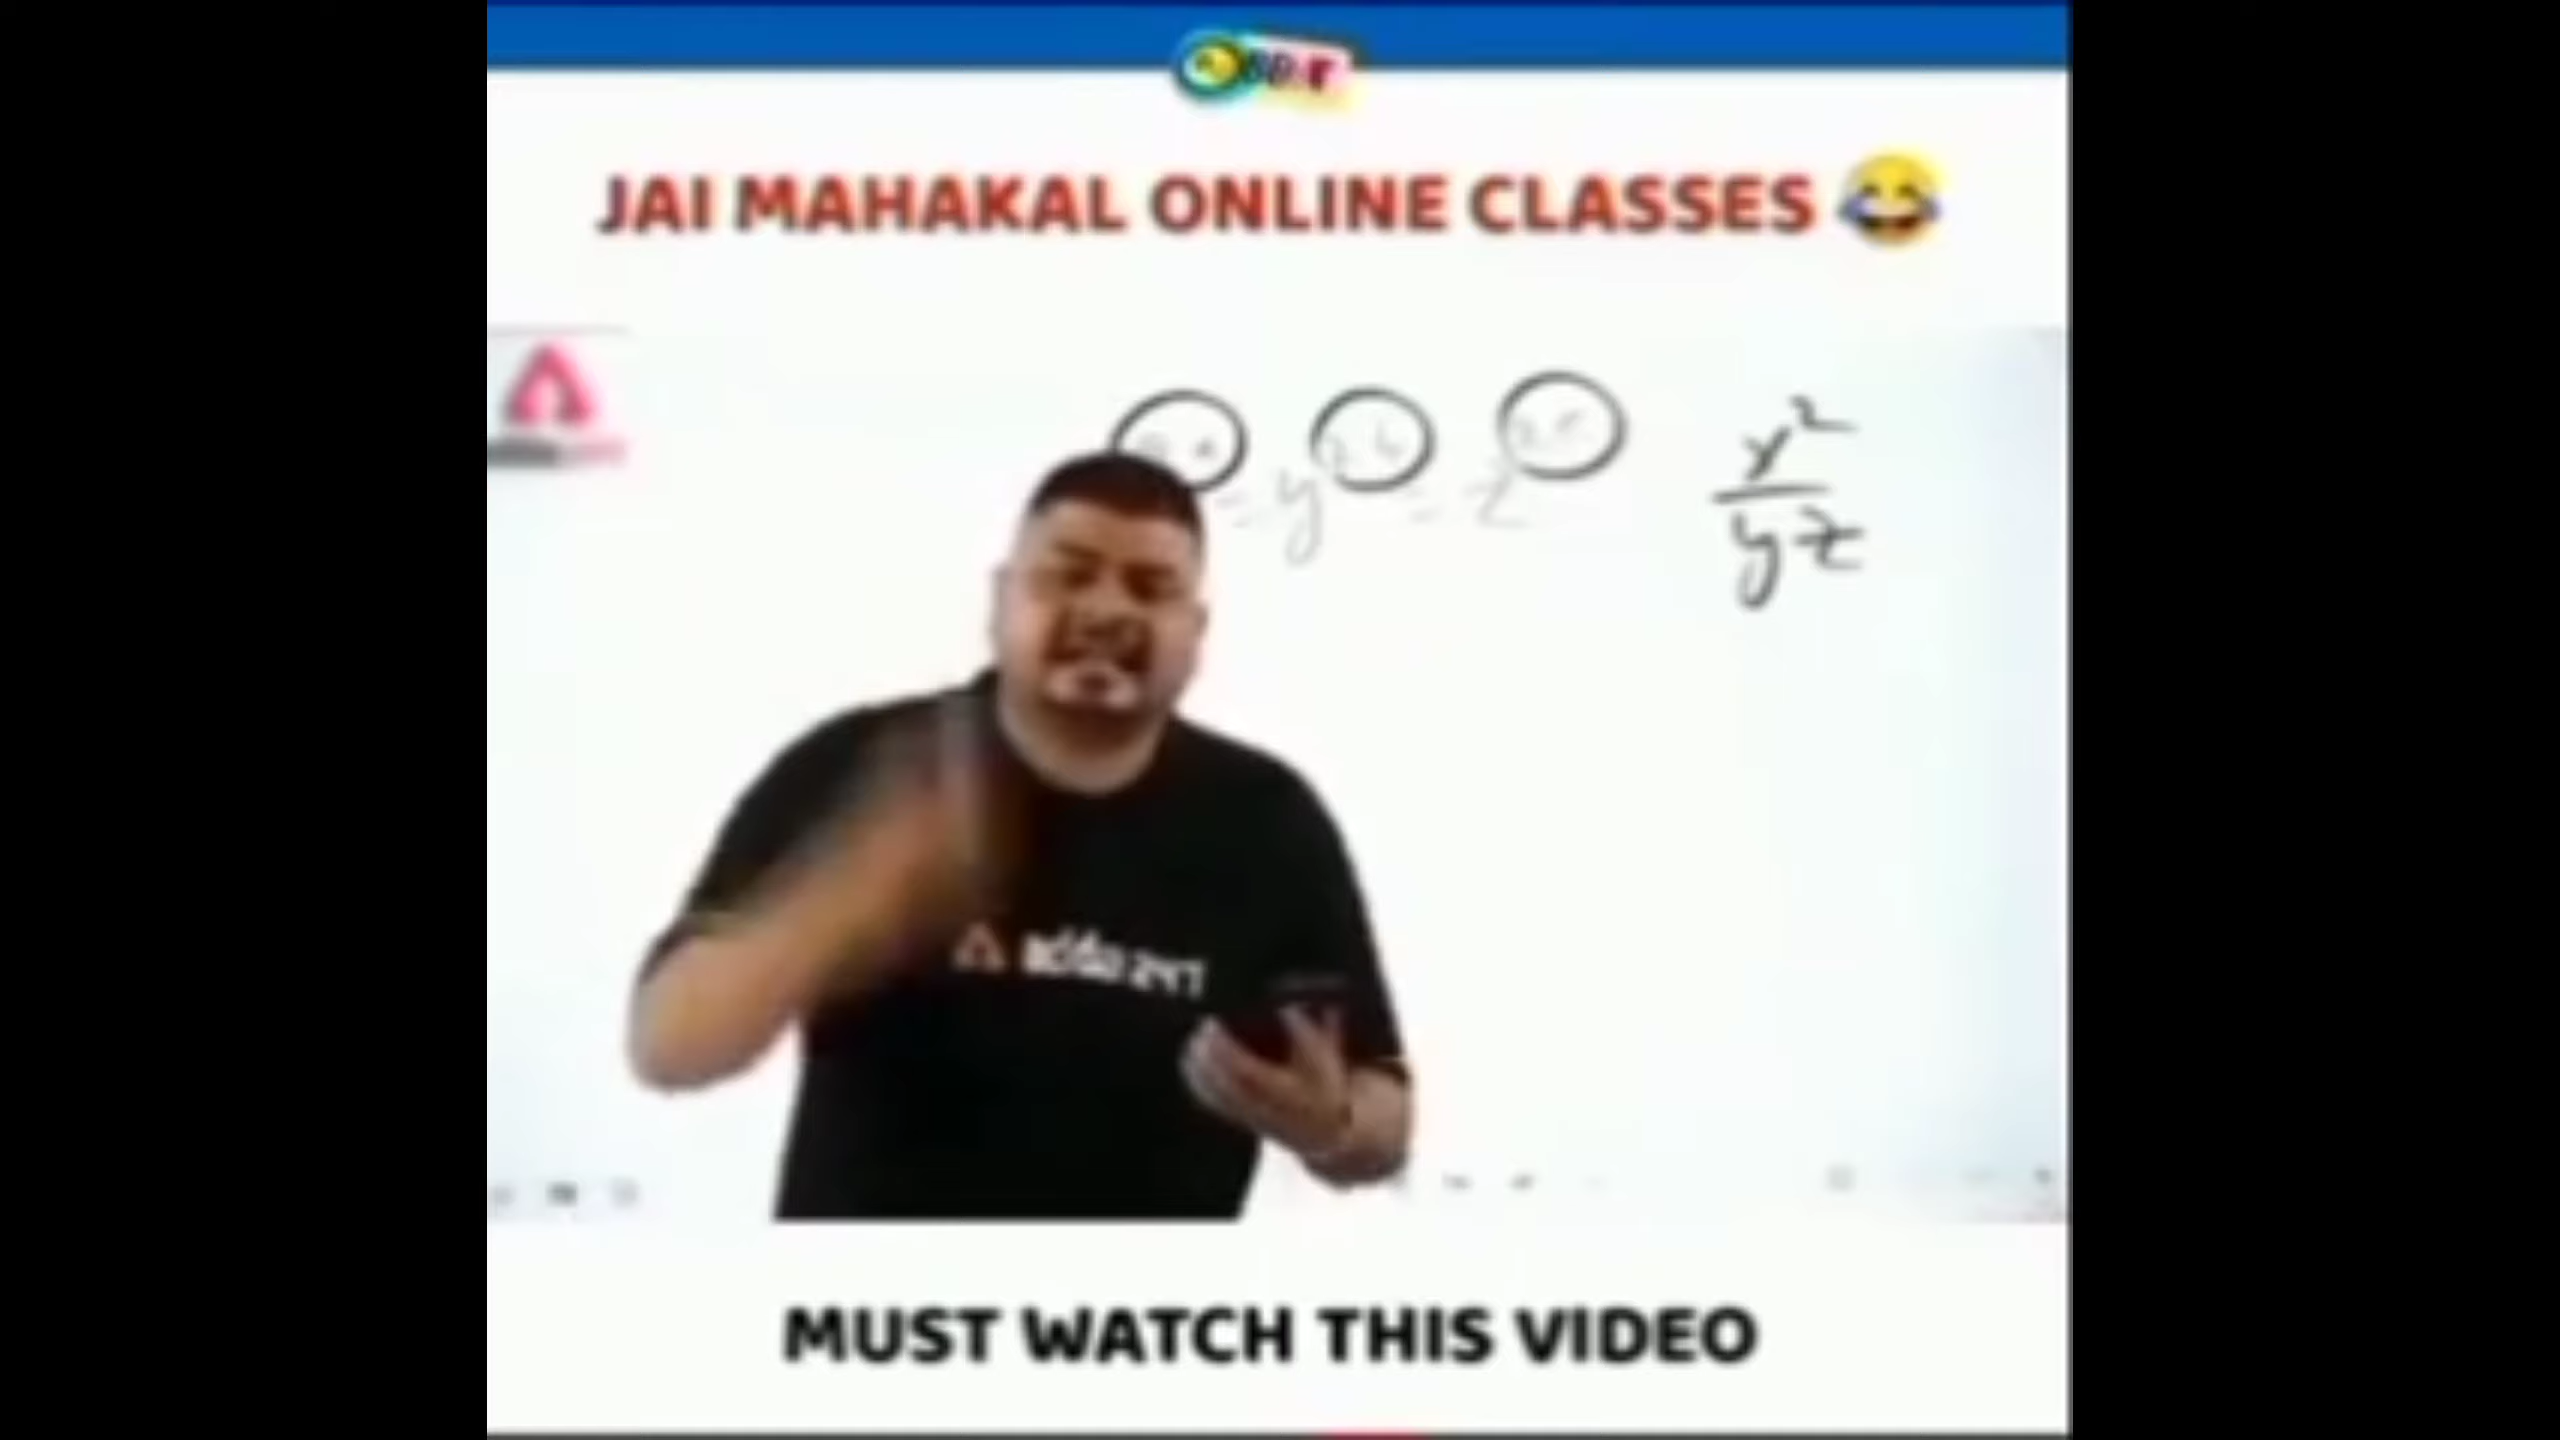 JAI MAHAKAL ONLINE CLASSES 😂
x²
= y = z
yz
adda 247
MUST WATCH THIS VIDEO